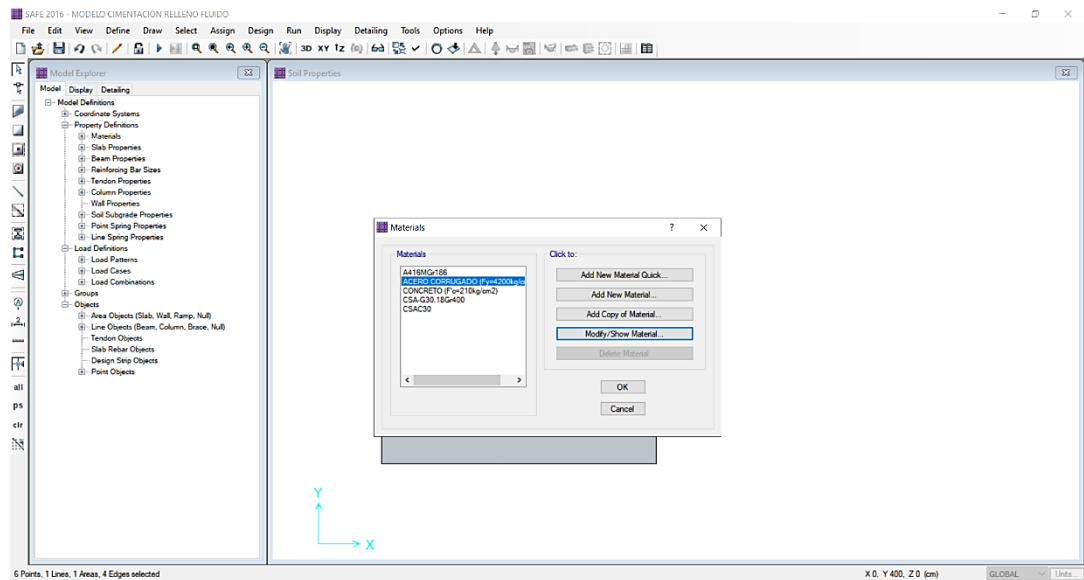 SAFE 2016 - MODELO CIMENTACIÓN RELLENO FLUIDO
File Edit View Define Draw Select Assign Design Run Display Detailing Tools Options Help
3D XY
Model Explorer
Model Display Detailing
Model Definitions
Coordinate Systems
Property Definitions
Materials
Slab Properties
Beam Properties
Reinforcing Bar Sizes
Tendon Properties
Column Properties
Wall Properties
Soil Subgrade Properties
Point Spring Properties
Line Spring Properties
Load Definitions
Load Patterns
Load Cases
Load Combinations
Groups
Objects
Area Objects (Slab, Wall, Ramp, Null)
Line Objects (Beam, Column, Brace, Null)
Tendon Objects
Slab Rebar Objects
Design Strip Objects
Point Objects
all
ps
clr
Soil Properties
Materials
?
Materials
A416MGr186
ACERO CORRUGADO (Fy=4200kg/c
CONCRETO (F'c=210kg/cm2)
CSA-G30.18Gr400
CSAC30
Click to:
Add New Material Quick...
Add New Material...
Add Copy of Material...
Modify/Show Material...
Delete Material
OK
Cancel
Y
X
6 Points, 1 Lines, 1 Areas, 4 Edges selected
X 0, Y 400, Z 0 (cm)
GLOBAL
Units...